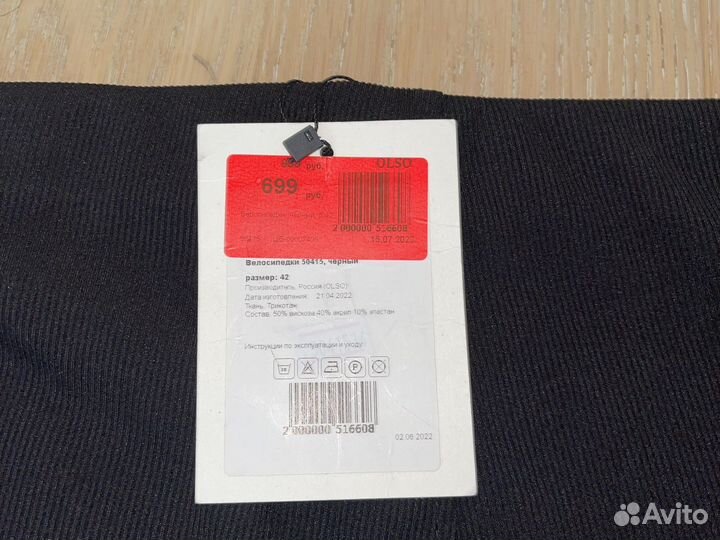 руб. OLSO
699 руб.
2 000000 516608
15.07.2022
Велосипедки 50415, черный
размер: 42
Производитель: Россия (OLSO)
Дата изготовления: 21.04.2022
Ткань: Трикотаж
Состав: 50% вискоза 40% акрил 10% эластан
Инструкции по эксплуатации и уходу:
30
P
2 000000 516608
02.06.2022
Avito